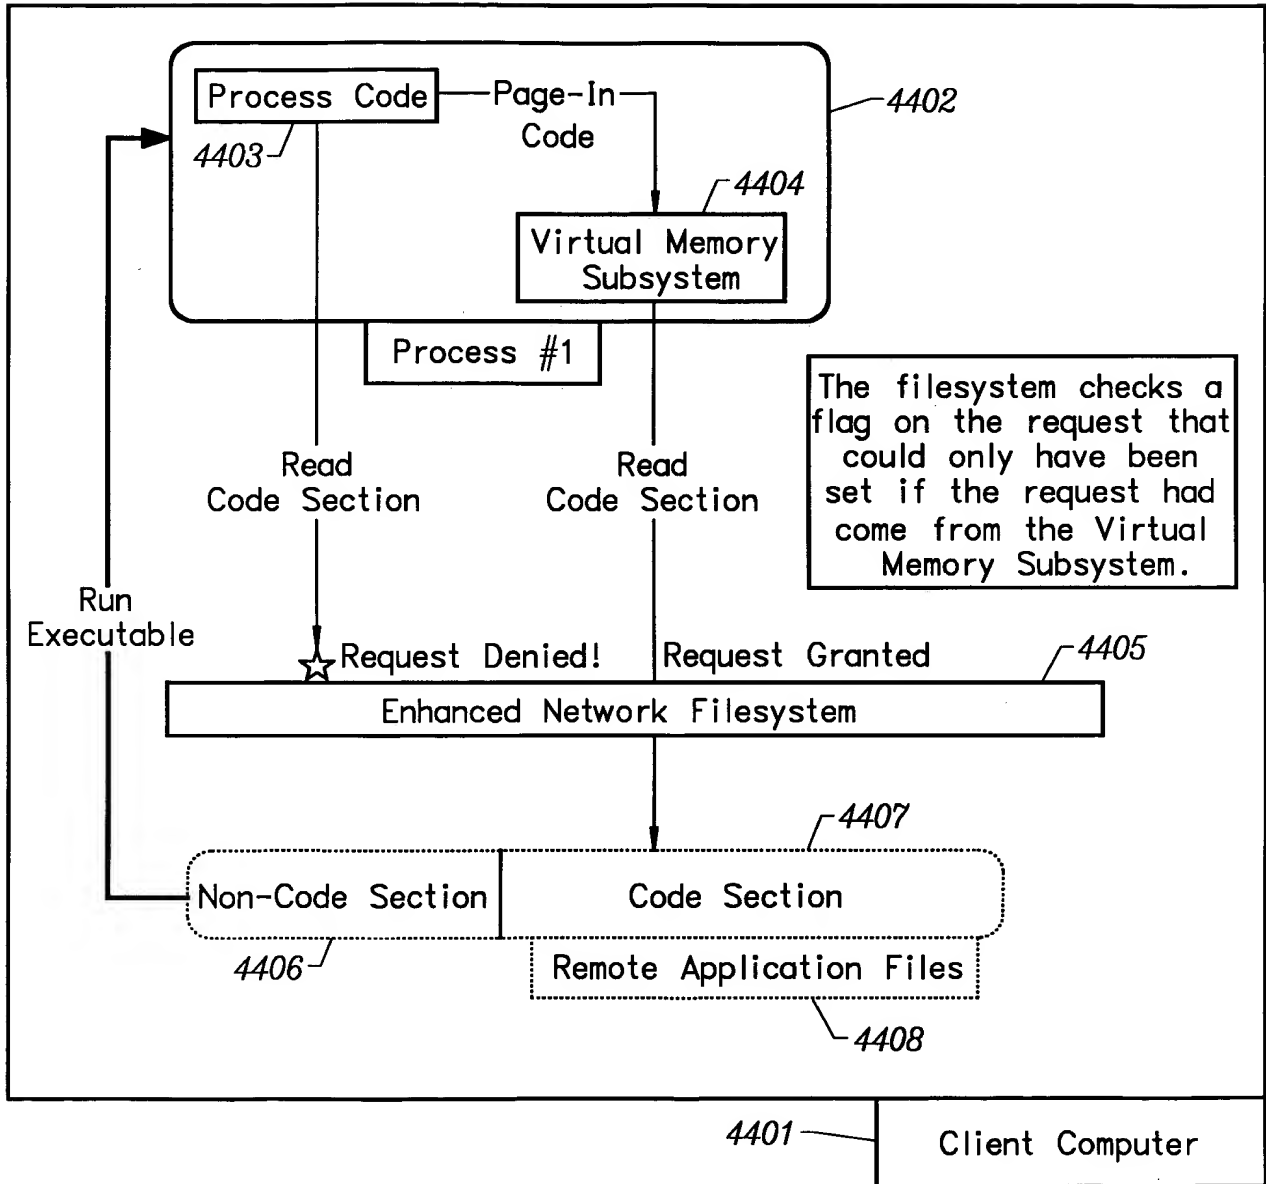 Process Code
Page-In
Code
4402
4403
4404
Virtual Memory
Subsystem
Process #1
The filesystem checks a
flag on the request that
could only have been
set if the request had
come from the Virtual
Memory Subsystem.
Read
Code Section
Read
Code Section
Run
Executable
Request Denied!
Request Granted
4405
Enhanced Network Filesystem
4407
Non-Code Section
Code Section
4406
Remote Application Files
4408
4401
Client Computer